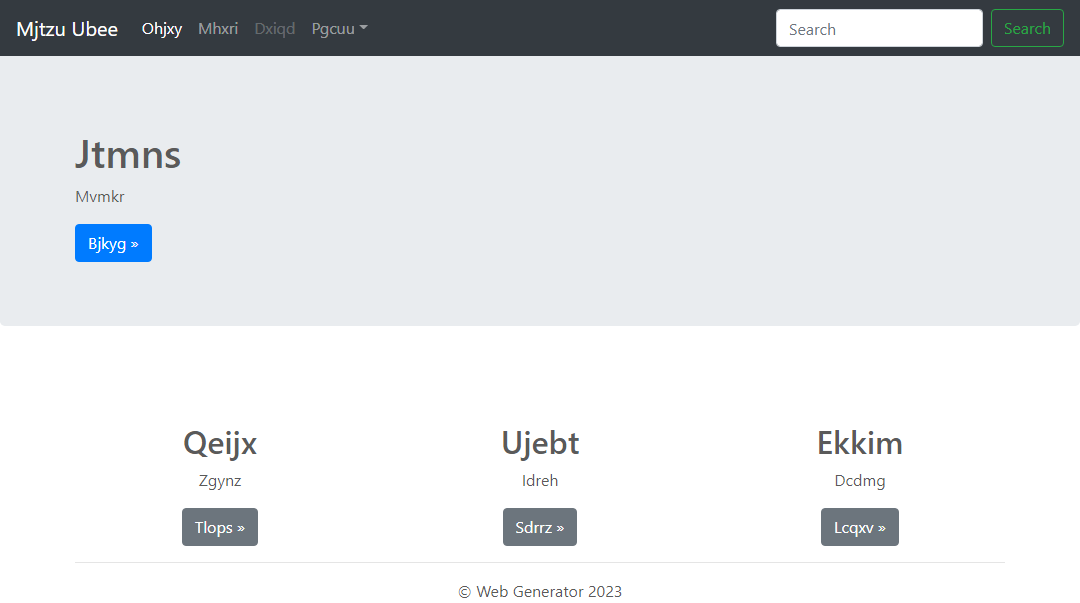 Mjtzu Ubee Ohjxy Mhxri Dxiqd Pgcuu Search Search
Jtmns
Mvmkr
Bjkyg »
Qeijx Ujebt Ekkim
Zgynz Idreh Dcdmg
Tlops » Sdrrz » Lcqxv »
© Web Generator 2023